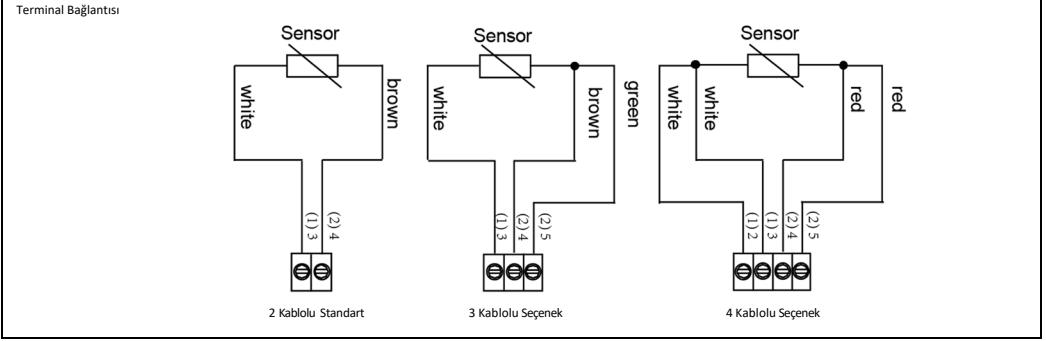 Terminal Bağlantısı
Sensor
white
brown
(1) 3
(2) 4
2 Kablolu Standart
Sensor
white
brown
green
(1) 3
(2) 4
(2) 5
3 Kablolu Seçenek
Sensor
white
white
red
red
(1) 2
(1) 3
(2) 4
(2) 5
4 Kablolu Seçenek